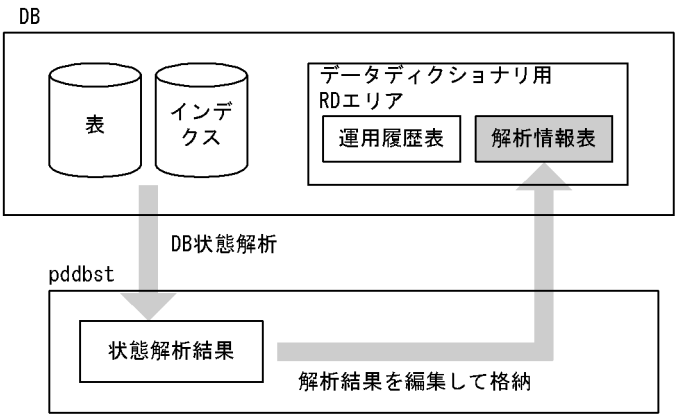 DB
表
インデ
クス
データディクショナリ用
RDエリア
運用履歴表
解析情報表
DB状態解析
pddbst
状態解析結果
解析結果を編集して格納